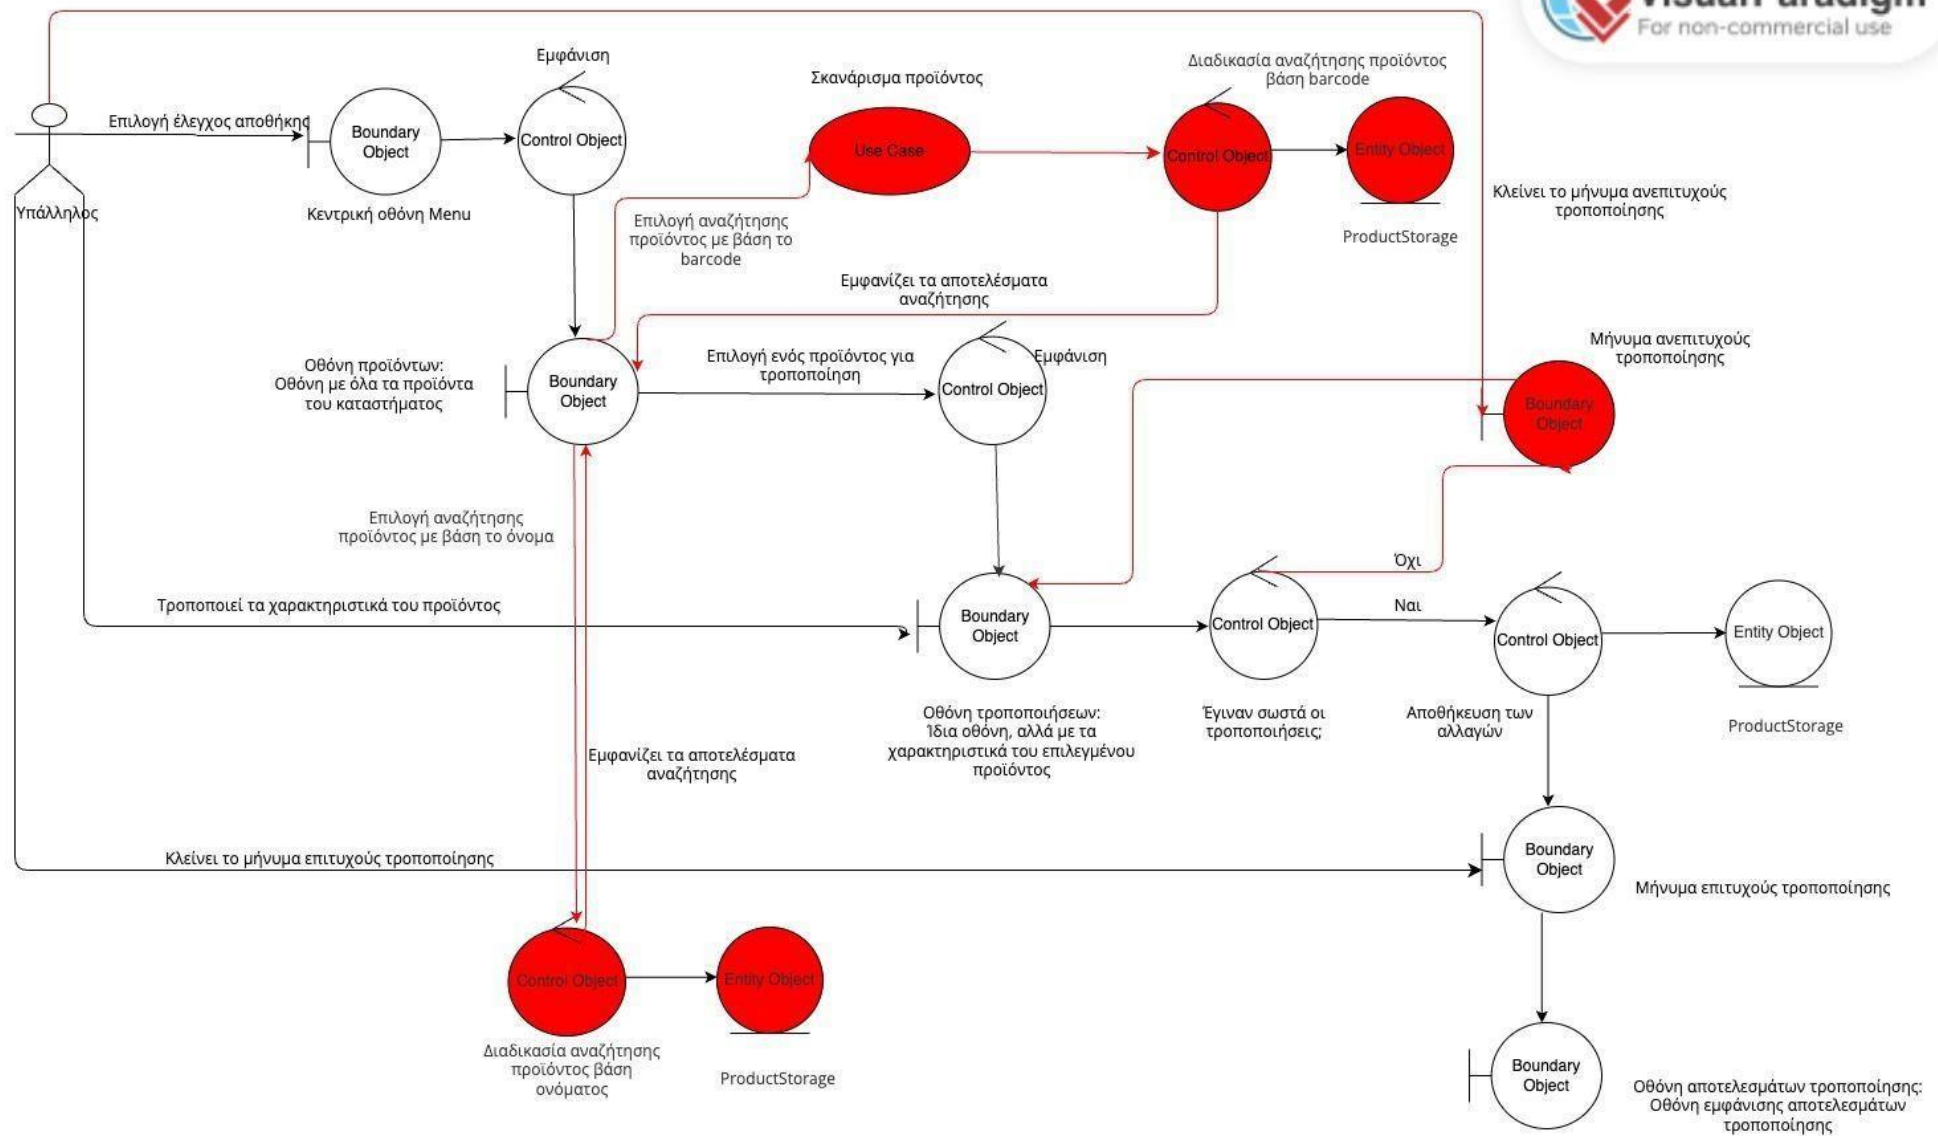 Visual Paradigm
For non-commercial use
Εμφάνιση
Σκανάρισμα προϊόντος
Διαδικασία αναζήτησης προϊόντος
βάση barcode
Επιλογή έλεγχος αποθήκης
Boundary
Object
Control Object
Use Case
Control Object
Entity Object
Υπάλληλος
Κεντρική οθόνη Menu
Επιλογή αναζήτησης
προϊόντος με βάση το
barcode
ProductStorage
Κλείνει το μήνυμα ανεπιτυχούς
τροποποίησης
Εμφανίζει τα αποτελέσματα
αναζήτησης
Οθόνη προϊόντων:
Οθόνη με όλα τα προϊόντα
του καταστήματος
Boundary
Object
Επιλογή ενός προϊόντος για
τροποποίηση
Εμφάνιση
Control Object
Μήνυμα ανεπιτυχούς
τροποποίησης
Boundary
Object
Επιλογή αναζήτησης
προϊόντος με βάση το όνομα
Όχι
Τροποποιεί τα χαρακτηριστικά του προϊόντος
Boundary
Object
Control Object
Ναι
Control Object
Entity Object
Οθόνη τροποποιήσεων:
Ίδια οθόνη, αλλά με τα
χαρακτηριστικά του επιλεγμένου
προϊόντος
Έγιναν σωστά οι
τροποποιήσεις;
Αποθήκευση των
αλλαγών
ProductStorage
Εμφανίζει τα αποτελέσματα
αναζήτησης
Κλείνει το μήνυμα επιτυχούς τροποποίησης
Boundary
Object
Μήνυμα επιτυχούς τροποποίησης
Control Object
Entity Object
Διαδικασία αναζήτησης
προϊόντος βάση
ονόματος
ProductStorage
Boundary
Object
Οθόνη αποτελεσμάτων τροποποίησης:
Οθόνη εμφάνισης αποτελεσμάτων
τροποποίησης